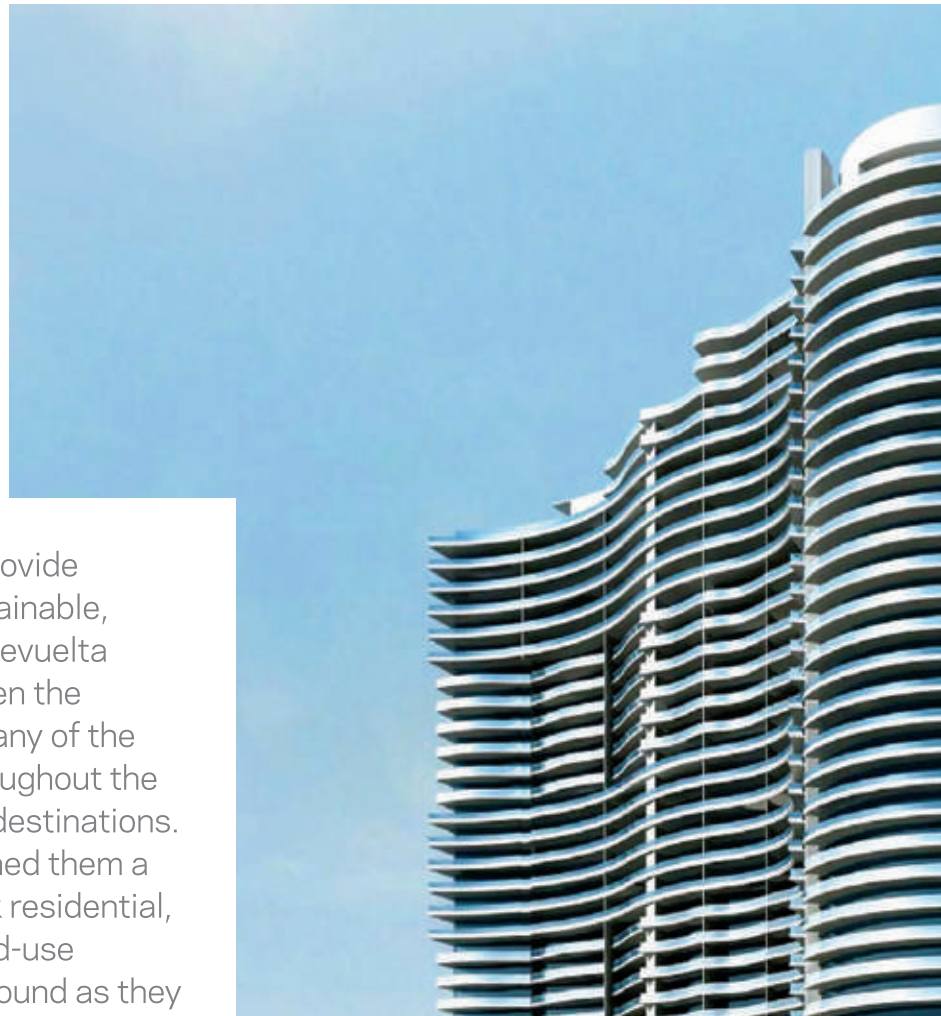 ovide
ainable,
evuelta
en the
any of the
ughout the
destinations.
ned them a
residential,
d-use
ound as they